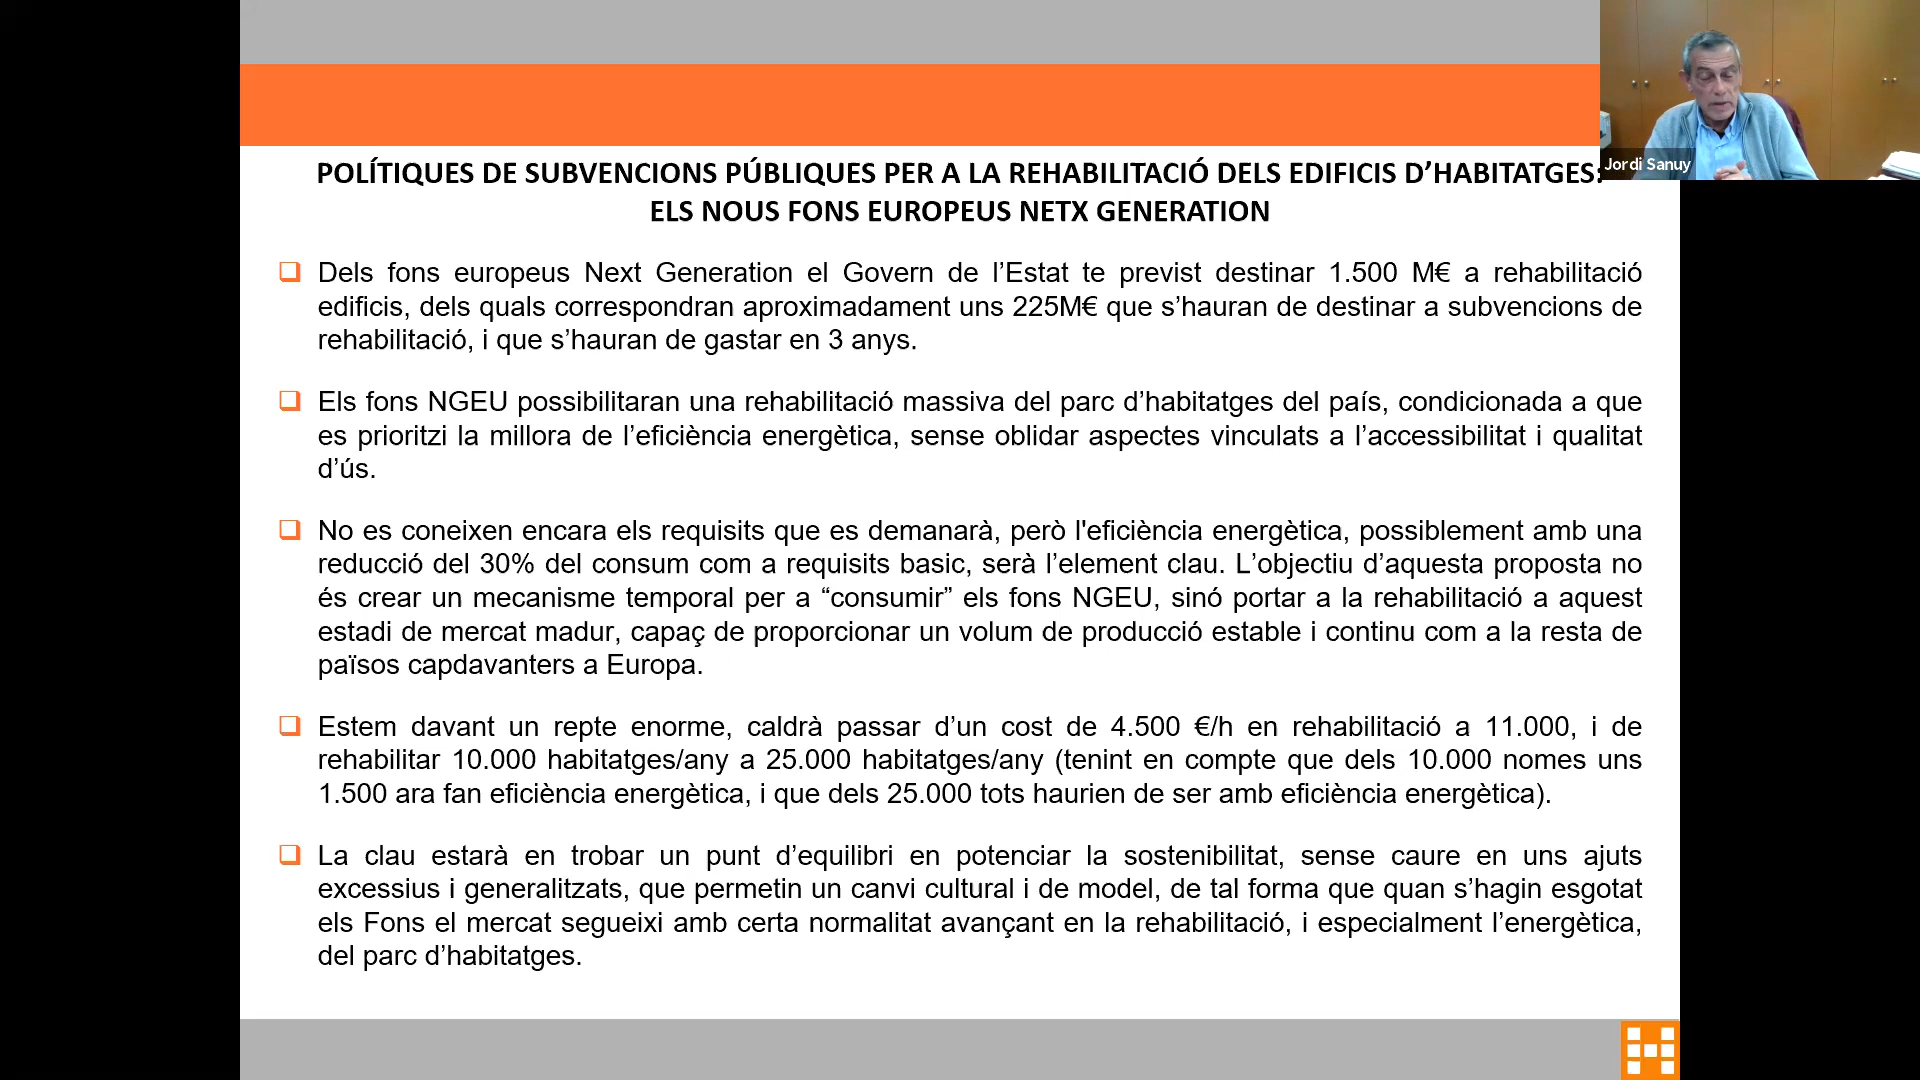 POLÍTIQUES DE SUBVENCIONS PÚBLIQUES PER A LA REHABILITACIÓ DELS EDIFICIS D’HABITATGES:
ELS NOUS FONS EUROPEUS NETX GENERATION
Jordi Sanuy
Dels fons europeus Next Generation el Govern de l’Estat te previst destinar 1.500 M€ a rehabilitació
edificis, dels quals correspondran aproximadament uns 225M€ que s’hauran de destinar a subvencions de
rehabilitació, i que s’hauran de gastar en 3 anys.
Els fons NGEU possibilitaran una rehabilitació massiva del parc d’habitatges del país, condicionada a que
es prioritzi la millora de l’eficiència energètica, sense oblidar aspectes vinculats a l’accessibilitat i qualitat
d’ús.
No es coneixen encara els requisits que es demanarà, però l'eficiència energètica, possiblement amb una
reducció del 30% del consum com a requisits basic, serà l’element clau. L’objectiu d’aquesta proposta no
és crear un mecanisme temporal per a “consumir” els fons NGEU, sinó portar a la rehabilitació a aquest
estadi de mercat madur, capaç de proporcionar un volum de producció estable i continu com a la resta de
països capdavanters a Europa.
Estem davant un repte enorme, caldrà passar d’un cost de 4.500 €/h en rehabilitació a 11.000, i de
rehabilitar 10.000 habitatges/any a 25.000 habitatges/any (tenint en compte que dels 10.000 nomes uns
1.500 ara fan eficiència energètica, i que dels 25.000 tots haurien de ser amb eficiència energètica).
La clau estarà en trobar un punt d’equilibri en potenciar la sostenibilitat, sense caure en uns ajuts
excessius i generalitzats, que permetin un canvi cultural i de model, de tal forma que quan s’hagin esgotat
els Fons el mercat segueixi amb certa normalitat avançant en la rehabilitació, i especialment l’energètica,
del parc d’habitatges.